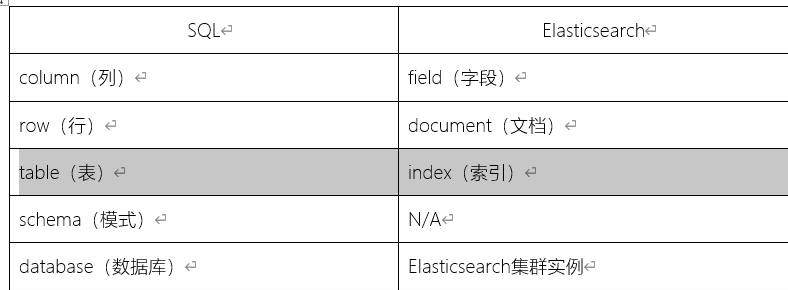 SQL Elasticsearch
column（列） field（字段）
row（行） document（文档）
table（表） index（索引）
schema（模式） N/A
database（数据库） Elasticsearch集群实例